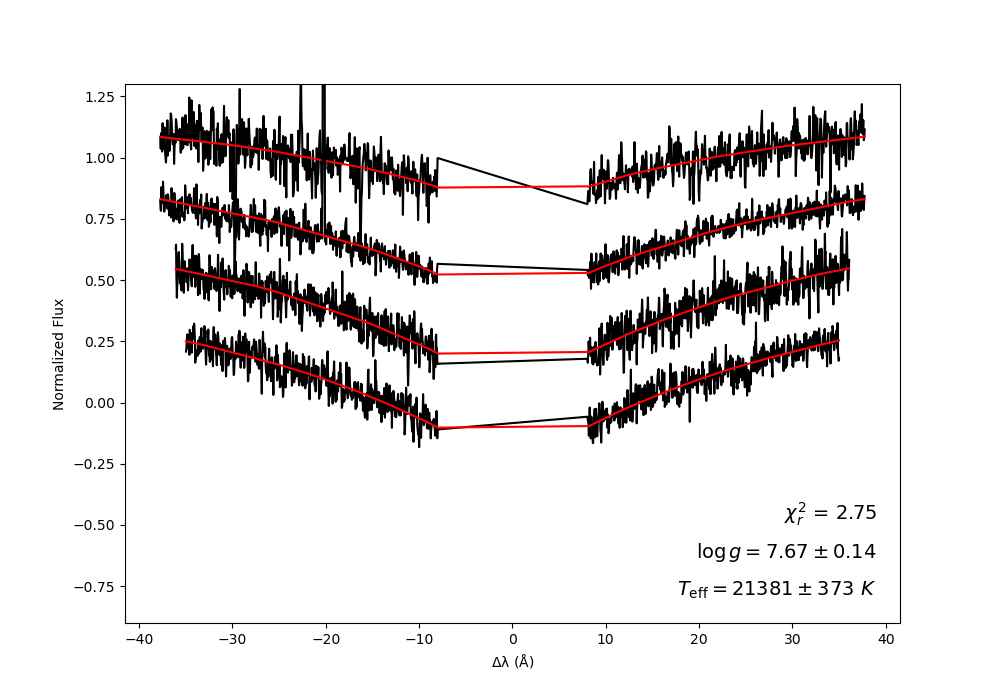 1.25
1.00
0.75
0.50
0.25
0.00
−0.25
−0.50
−0.75
Normalized Flux
χ²ᵣ = 2.75
log g = 7.67 ± 0.14
T_eff = 21381 ± 373 K
−40 −30 −20 −10 0 10 20 30 40
Δλ (Å)